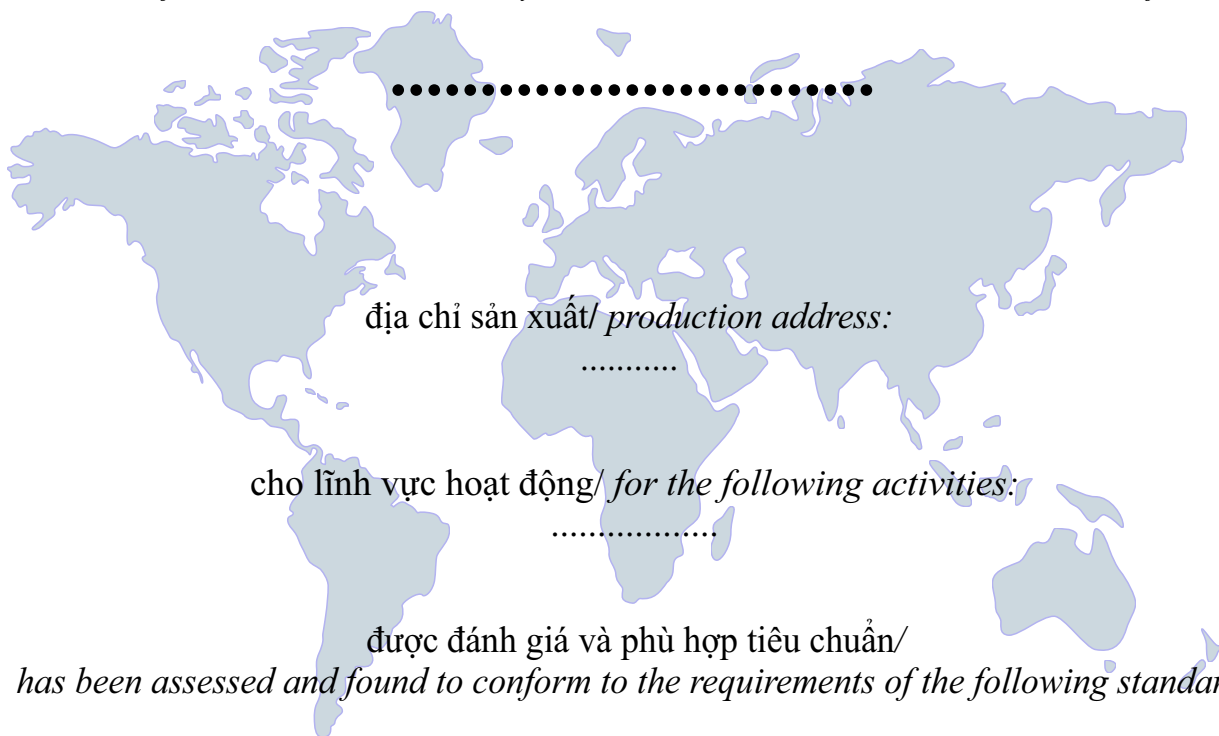 •••••••••••••••••••••••••••
địa chỉ sản xuất/ production address:
...........
cho lĩnh vực hoạt động/ for the following activities:
..................
được đánh giá và phù hợp tiêu chuẩn/
has been assessed and found to conform to the requirements of the following standar